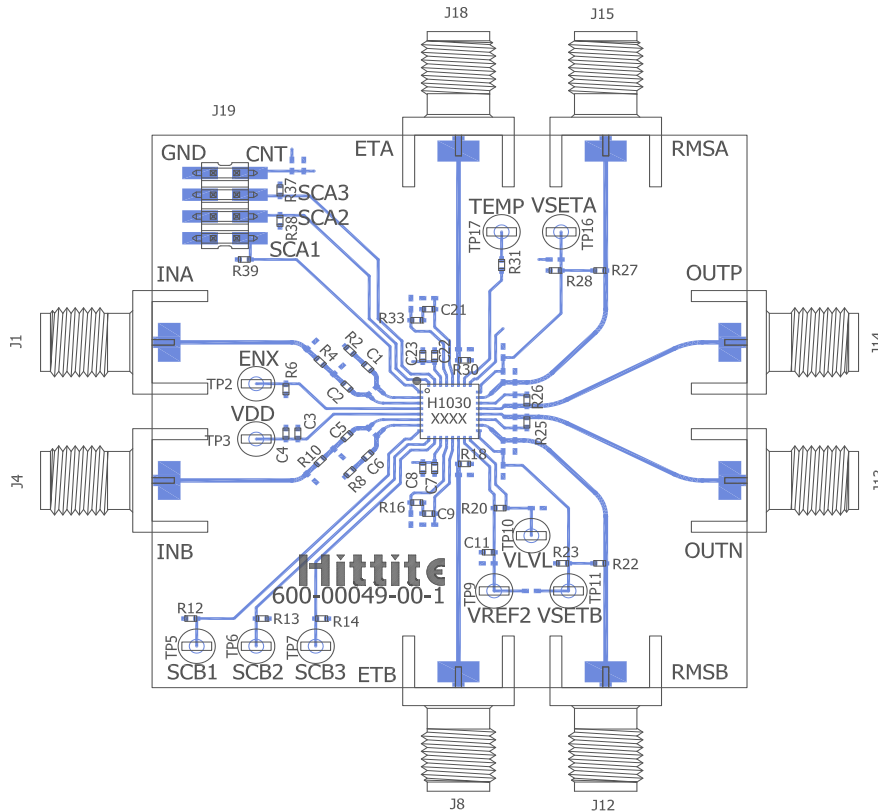 J18
J15
J19
GND
CNT
ETA
RMSA
R37
SCA3
R38
SCA2
SCA1
TEMP
VSETA
TP17
TP16
R31
R39
R28
R27
INA
OUTP
C21
R33
J1
J14
R2
C1
R4
C2
C23
C22
R30
ENX
R6
TP2
H1030
XXXX
R26
R25
VDD
TP3
C3
C4
C5
C6
R10
R8
C8
C7
R18
J4
J13
R16
C9
R20
TP10
INB
OUTN
C11
VLVL
R23
R22
Hittite
600-00049-00-1
TP9
TP11
VREF2
VSETB
R12
R13
R14
TP5
TP6
TP7
SCB1
SCB2
SCB3
ETB
RMSB
J8
J12